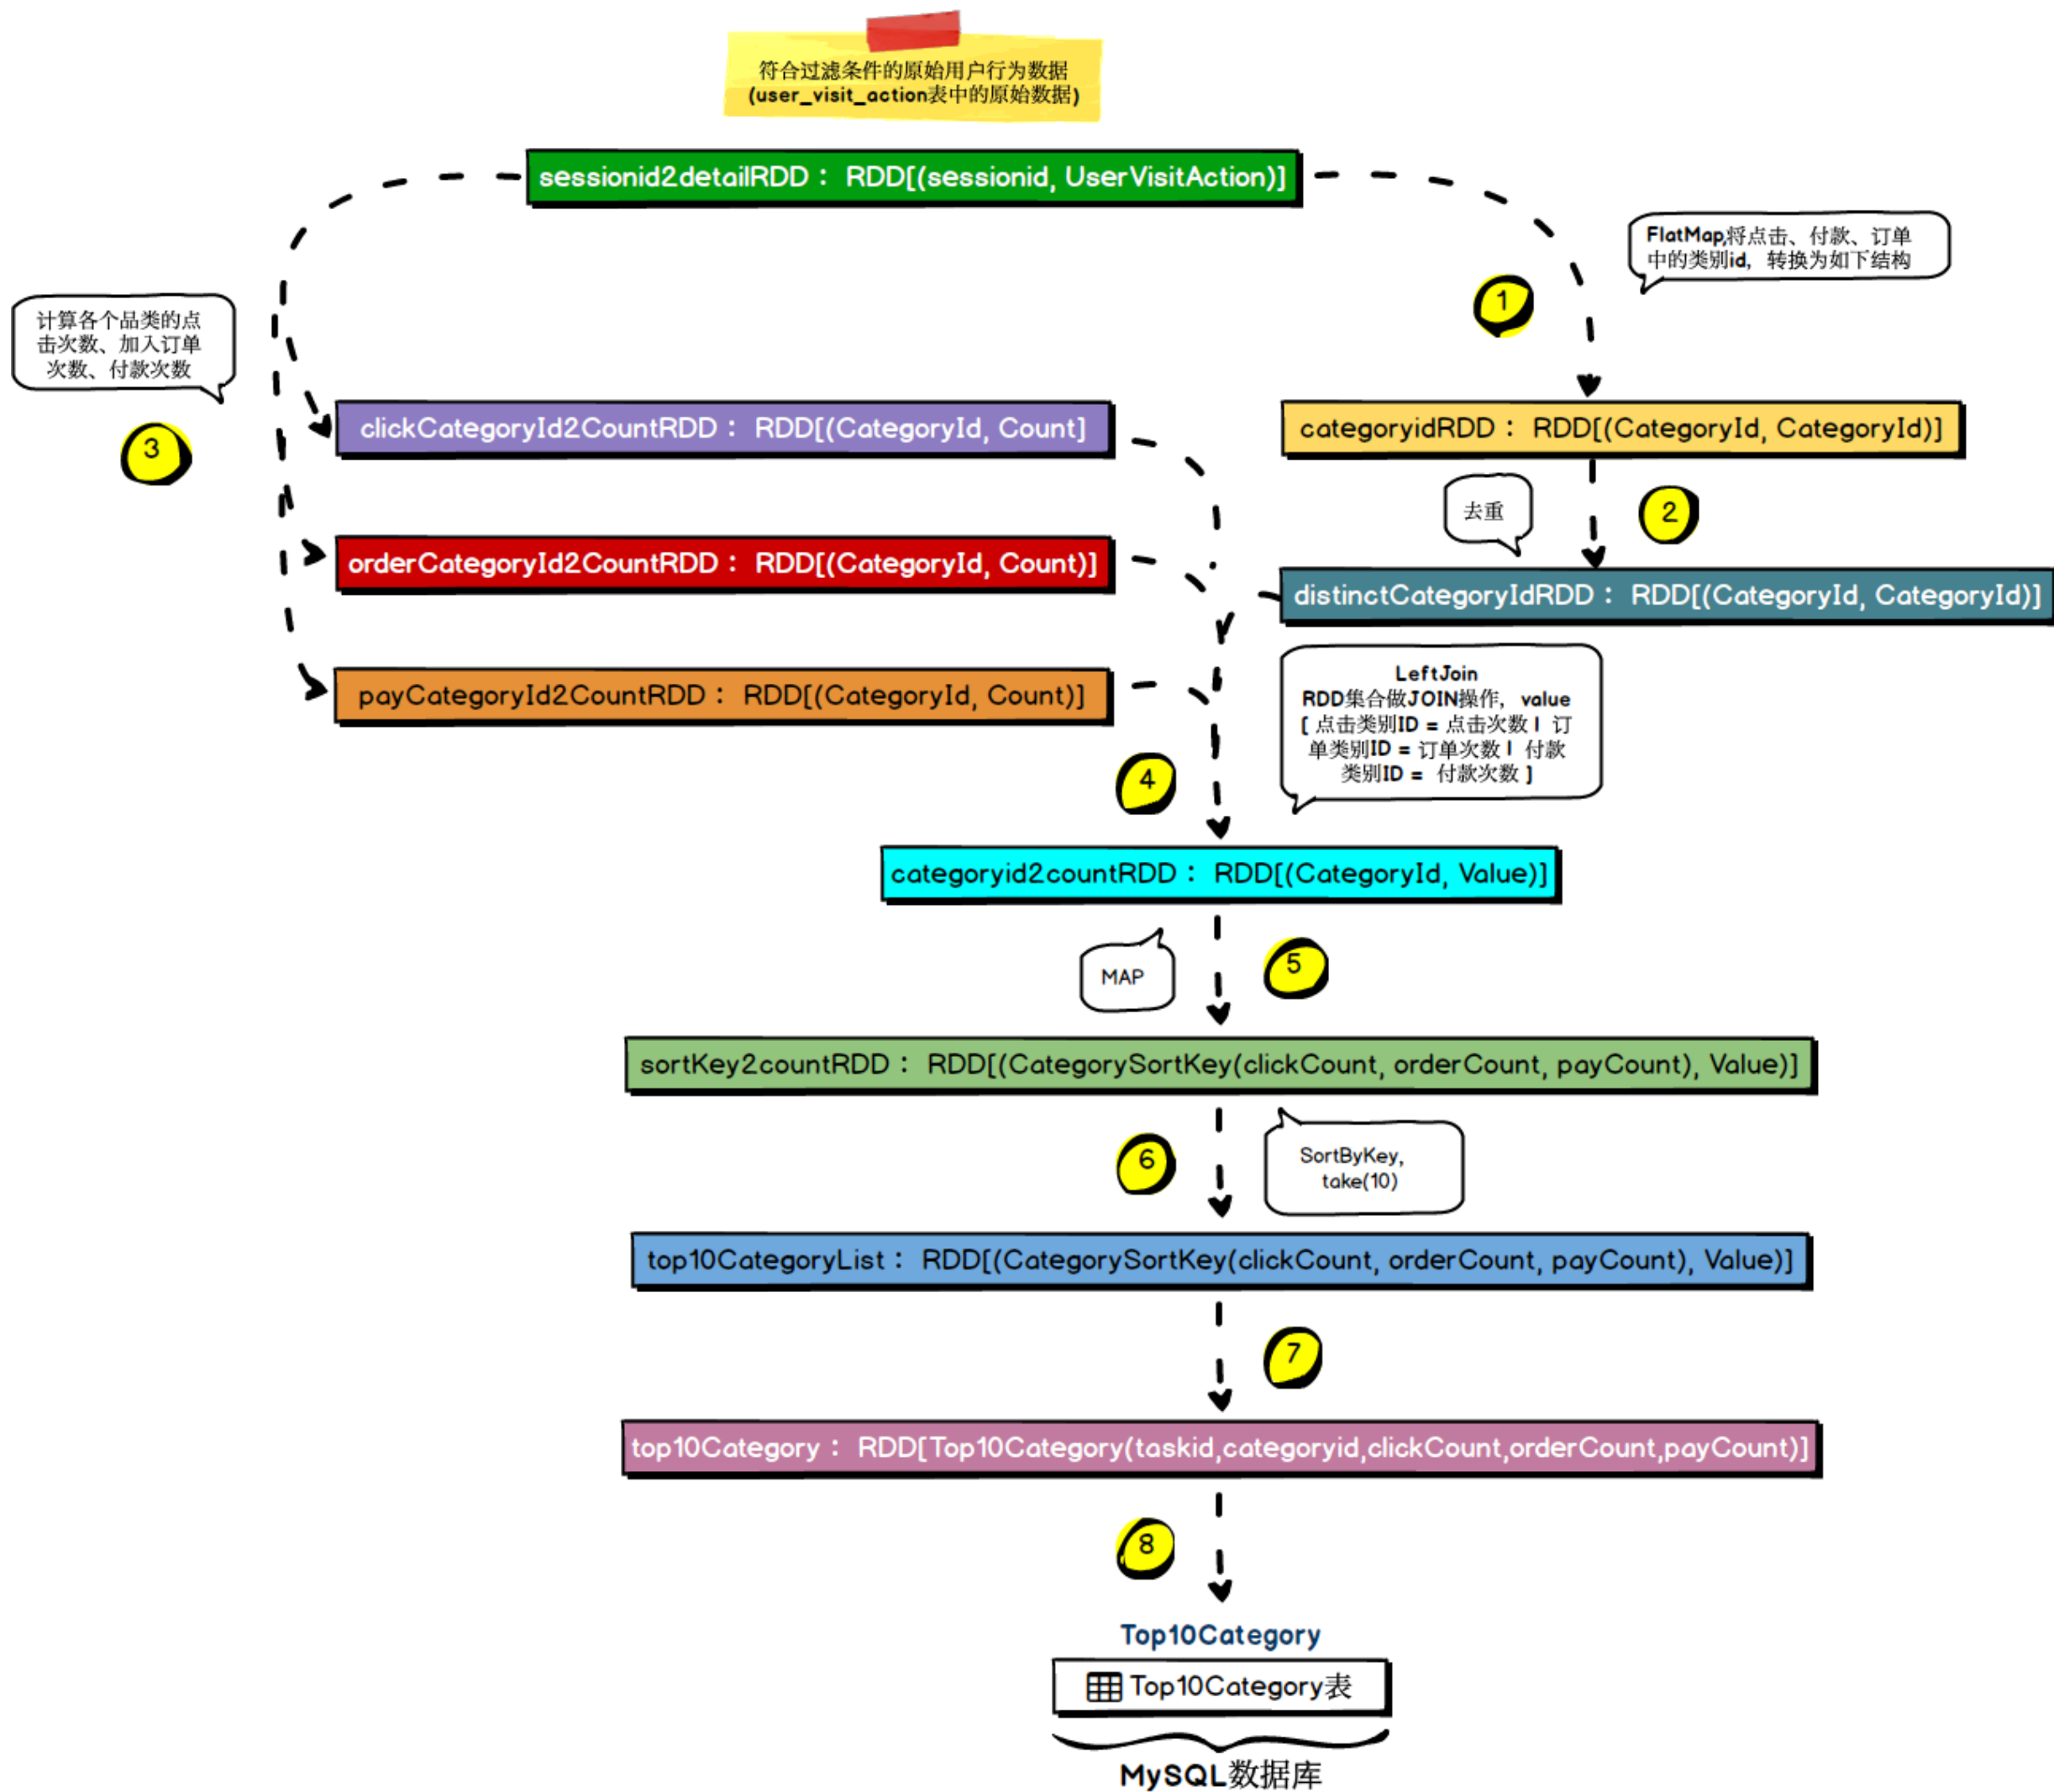 符合过滤条件的原始用户行为数据
(user_visit_action表中的原始数据)
sessionid2detailRDD： RDD[(sessionid, UserVisitAction)]
FlatMap,将点击、付款、订单
中的类别id，转换为如下结构
1
计算各个品类的点
击次数、加入订单
次数、付款次数
3
clickCategoryId2CountRDD： RDD[(CategoryId, Count]
categoryidRDD： RDD[(CategoryId, CategoryId)]
去重
2
orderCategoryId2CountRDD： RDD[(CategoryId, Count)]
distinctCategoryIdRDD： RDD[(CategoryId, CategoryId)]
payCategoryId2CountRDD： RDD[(CategoryId, Count)]
LeftJoin
RDD集合做JOIN操作，value
[ 点击类别ID = 点击次数 | 订
单类别ID = 订单次数 | 付款
类别ID = 付款次数 ]
4
categoryid2countRDD： RDD[(CategoryId, Value)]
MAP
5
sortKey2countRDD： RDD[(CategorySortKey(clickCount, orderCount, payCount), Value)]
6
SortByKey,
take(10)
top10CategoryList： RDD[(CategorySortKey(clickCount, orderCount, payCount), Value)]
7
top10Category： RDD[Top10Category(taskid,categoryid,clickCount,orderCount,payCount)]
8
Top10Category
Top10Category表
MySQL数据库